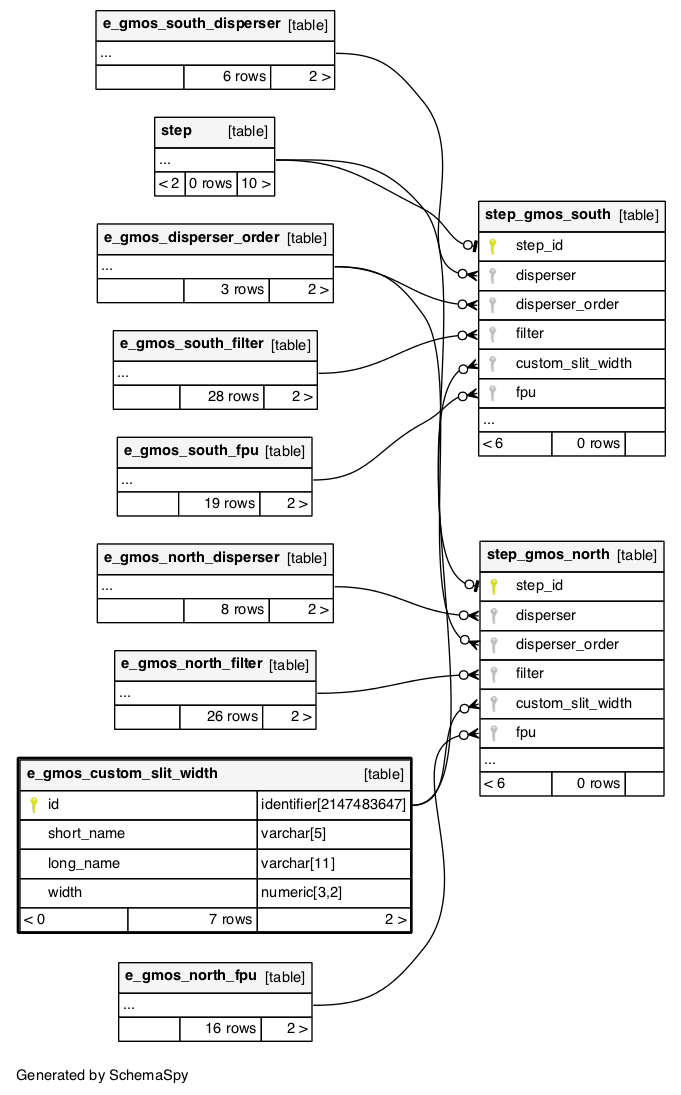 e_gmos_south_disperser [table]
...
6 rows 2 >
step [table]
...
< 2 0 rows 10 >
e_gmos_disperser_order [table]
...
3 rows 2 >
e_gmos_south_filter [table]
...
28 rows 2 >
e_gmos_south_fpu [table]
...
19 rows 2 >
e_gmos_north_disperser [table]
...
8 rows 2 >
e_gmos_north_filter [table]
...
26 rows 2 >
e_gmos_custom_slit_width [table]
id identifier[2147483647]
short_name varchar[5]
long_name varchar[11]
width numeric[3,2]
< 0 7 rows 2 >
e_gmos_north_fpu [table]
...
16 rows 2 >
step_gmos_south [table]
step_id
disperser
disperser_order
filter
custom_slit_width
fpu
...
< 6 0 rows
step_gmos_north [table]
step_id
disperser
disperser_order
filter
custom_slit_width
fpu
...
< 6 0 rows
Generated by SchemaSpy